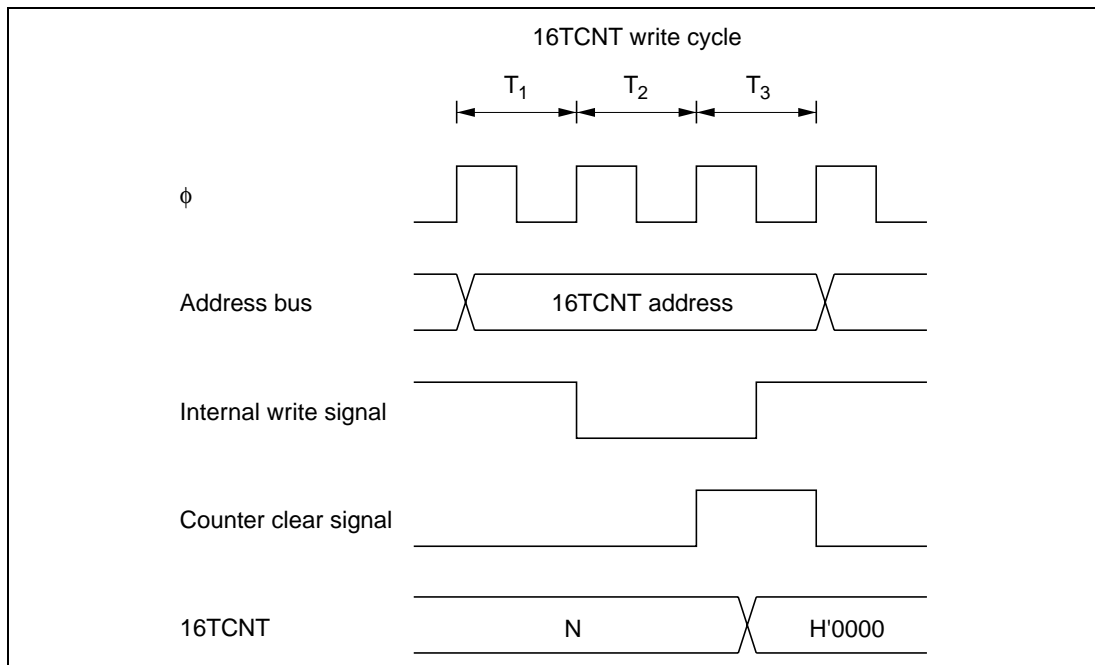 16TCNT write cycle
T1 T2 T3
φ
Address bus 16TCNT address
Internal write signal
Counter clear signal
16TCNT N H'0000